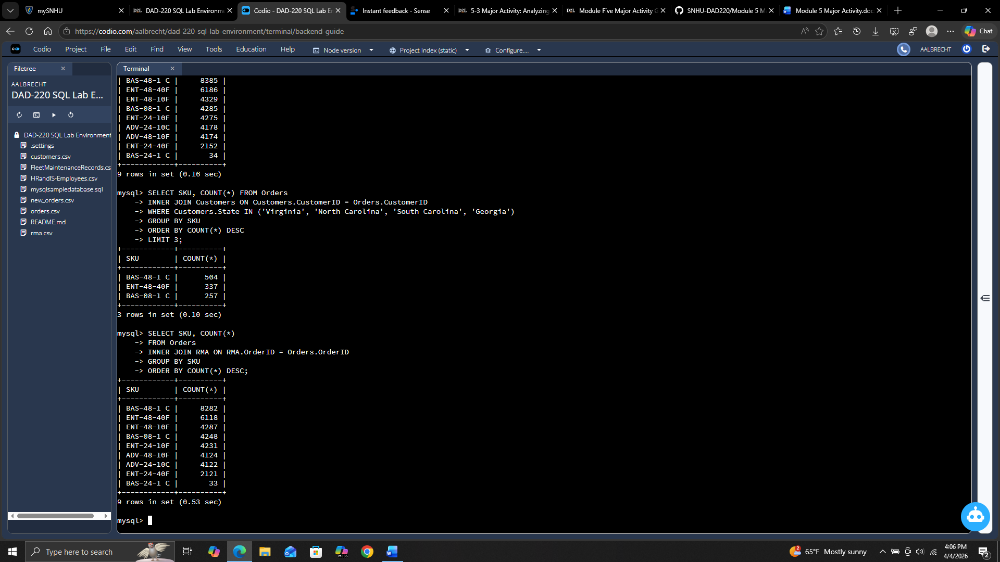 mySNHU
DAD-220 SQL Lab Environme
Codio - DAD-220 SQL Lab E
Instant feedback - Sense
5-3 Major Activity: Analyzing
Module Five Major Activity G
SNHU-DAD220/Module 5 M
Module 5 Major Activity.doc
https://codio.com/aalbrecht/dad-220-sql-lab-environment/terminal/backend-guide
Chat
Codio Project File Edit Find View Tools Education Help Node version Project Index (static) Configure.... AALBRECHT
Filetree
Terminal
AALBRECHT
DAD-220 SQL Lab E...
DAD-220 SQL Lab Environment
.settings
customers.csv
FleetMaintenanceRecords.cs
HRandIS-Employees.csv
mysqlsampledatabase.sql
new_orders.csv
orders.csv
README.md
rma.csv
| BAS-48-1 C |     8385 |
| ENT-48-40F |     6186 |
| ENT-48-10F |     4329 |
| BAS-08-1 C |     4285 |
| ENT-24-10F |     4275 |
| ADV-24-10C |     4178 |
| ADV-48-10F |     4174 |
| ENT-24-40F |     2152 |
| BAS-24-1 C |       34 |
+------------+----------+
9 rows in set (0.16 sec)
mysql> SELECT SKU, COUNT(*) FROM Orders
    -> INNER JOIN Customers ON Customers.CustomerID = Orders.CustomerID
    -> WHERE Customers.State IN ('Virginia', 'North Carolina', 'South Carolina', 'Georgia')
    -> GROUP BY SKU
    -> ORDER BY COUNT(*) DESC
    -> LIMIT 3;
+------------+----------+
| SKU        | COUNT(*) |
+------------+----------+
| BAS-48-1 C |      504 |
| ENT-48-40F |      337 |
| BAS-08-1 C |      257 |
+------------+----------+
3 rows in set (0.10 sec)
mysql> SELECT SKU, COUNT(*)
    -> FROM Orders
    -> INNER JOIN RMA ON RMA.OrderID = Orders.OrderID
    -> GROUP BY SKU
    -> ORDER BY COUNT(*) DESC;
+------------+----------+
| SKU        | COUNT(*) |
+------------+----------+
| BAS-48-1 C |     8282 |
| ENT-48-40F |     6118 |
| ENT-48-10F |     4287 |
| BAS-08-1 C |     4248 |
| ENT-24-10F |     4231 |
| ADV-48-10F |     4124 |
| ADV-24-10C |     4122 |
| ENT-24-40F |     2121 |
| BAS-24-1 C |       33 |
+------------+----------+
9 rows in set (0.53 sec)
mysql>
Type here to search
M365
2
65°F Mostly sunny
4:06 PM
4/4/2026
2